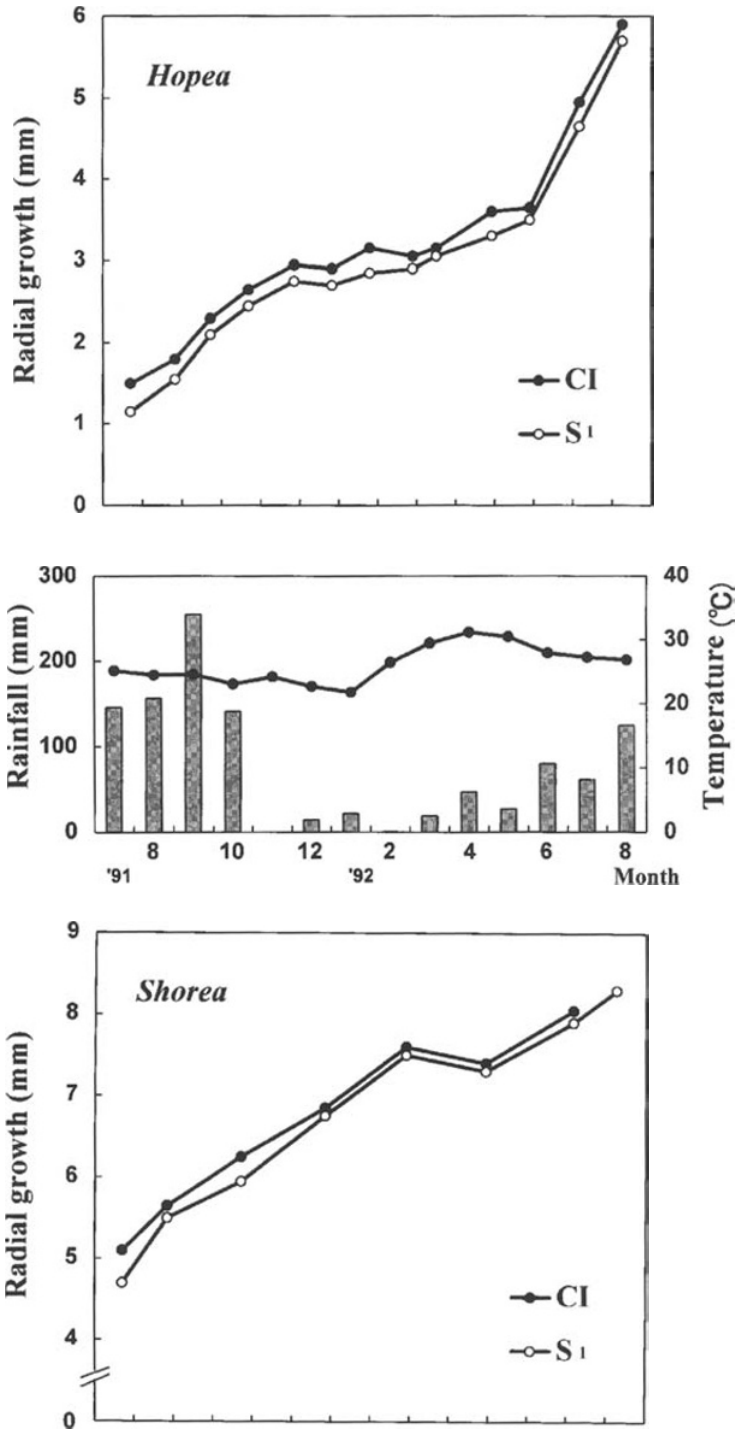 Hopea
Radial growth (mm)
6
5
4
3
2
1
0
CI
S1
Rainfall (mm)
300
200
100
0
Temperature (℃)
40
30
20
10
0
8 10 12 2 4 6 8
'91 '92 Month
Shorea
Radial growth (mm)
9
8
7
6
5
4
0
CI
S1